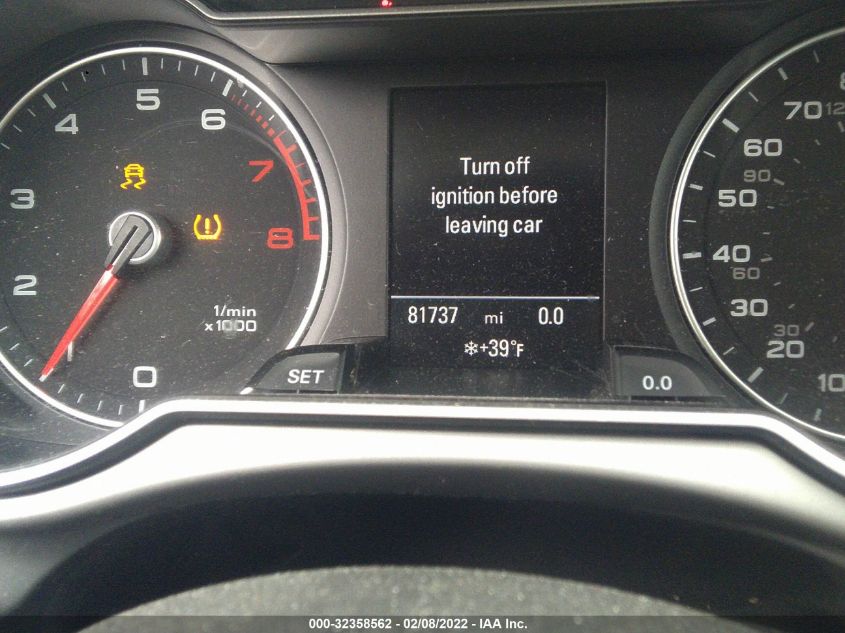 5
4
6
3
7
2
8
1/min
x1000
0
Turn off
ignition before
leaving car
81737 mi 0.0
+39°F
SET
0.0
70
60
90
50
40
60
30
30
20
10
000-32358562 - 02/08/2022 - IAA Inc.